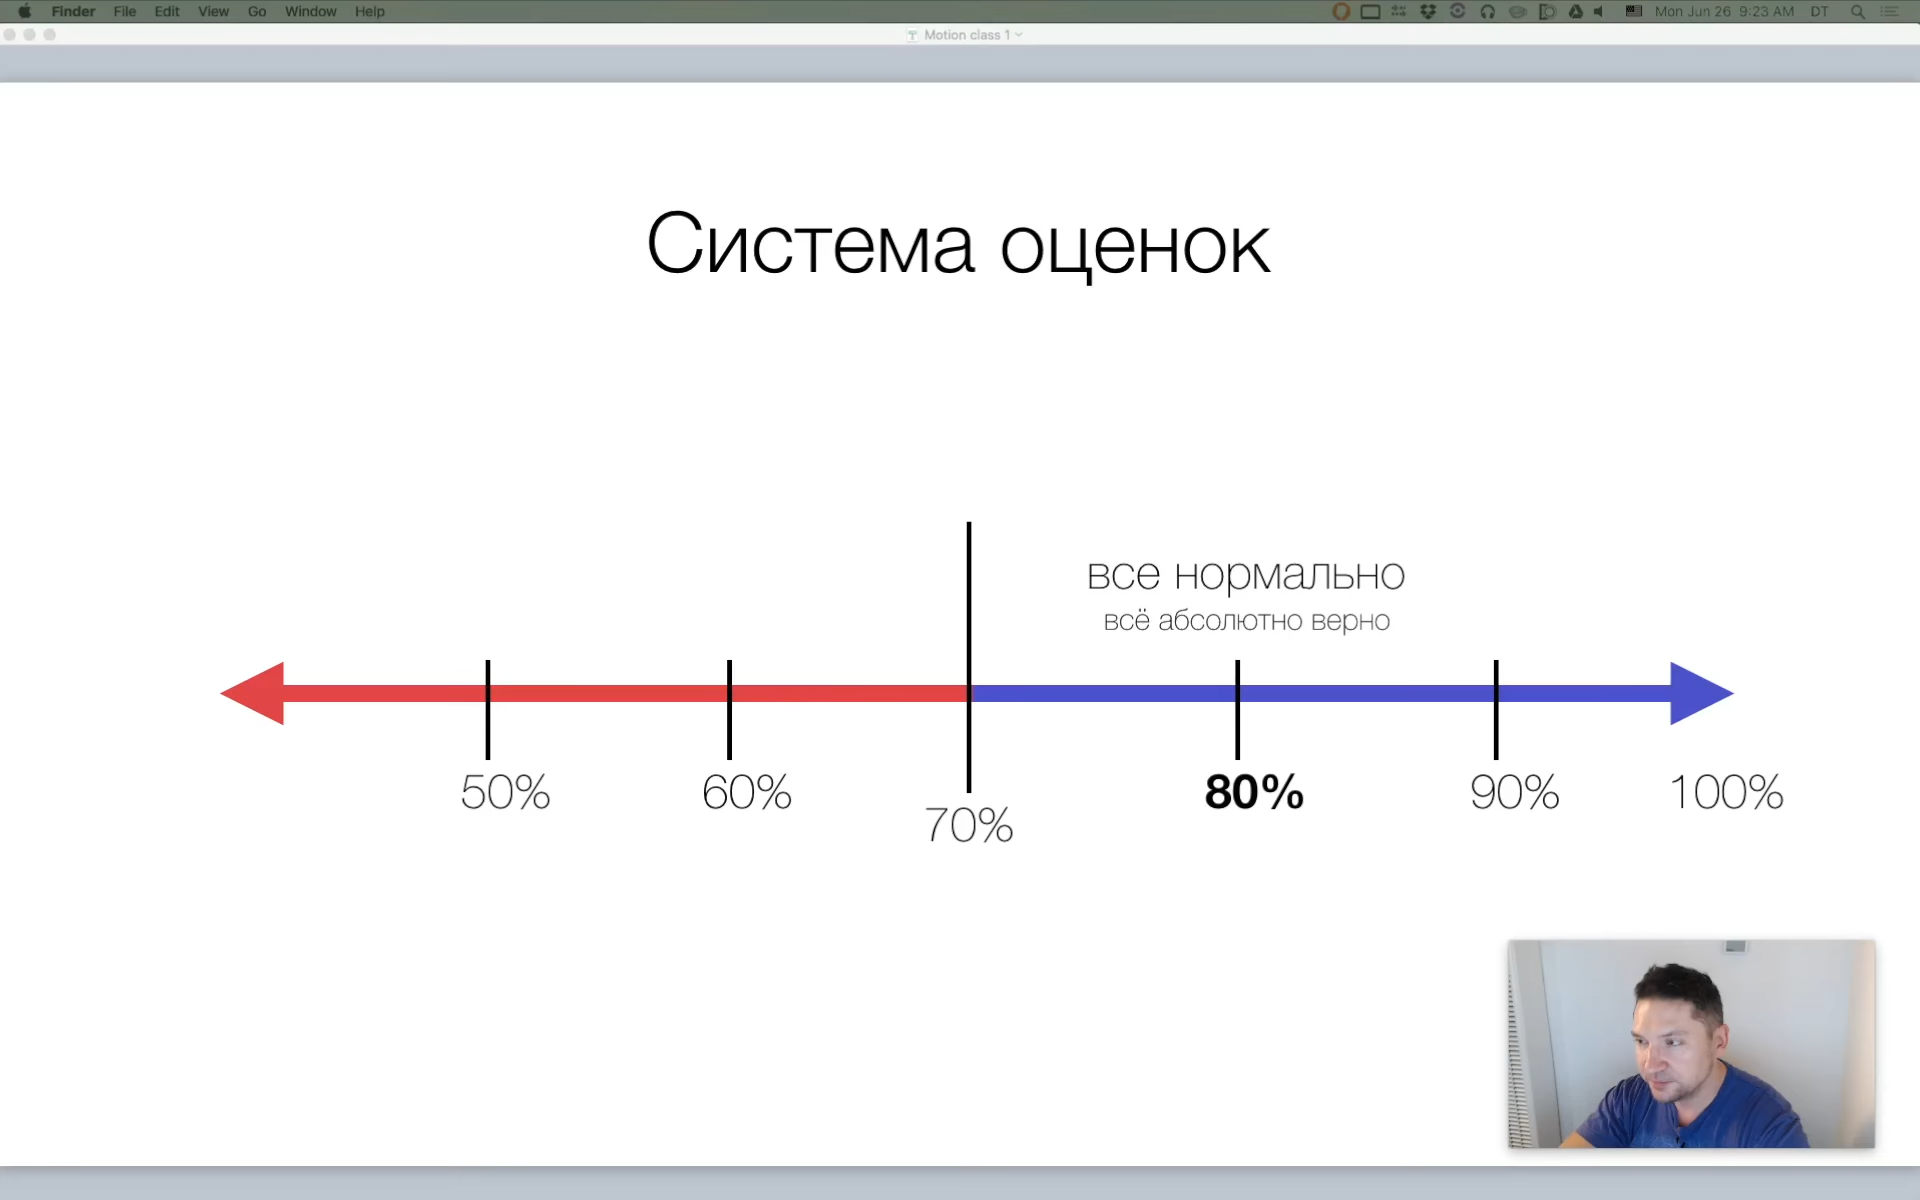 Finder File Edit View Go Window Help
Mon Jun 26 9:23 AM DT
Motion class 1
Система оценок
все нормально
всё абсолютно верно
50% 60% 70% 80% 90% 100%